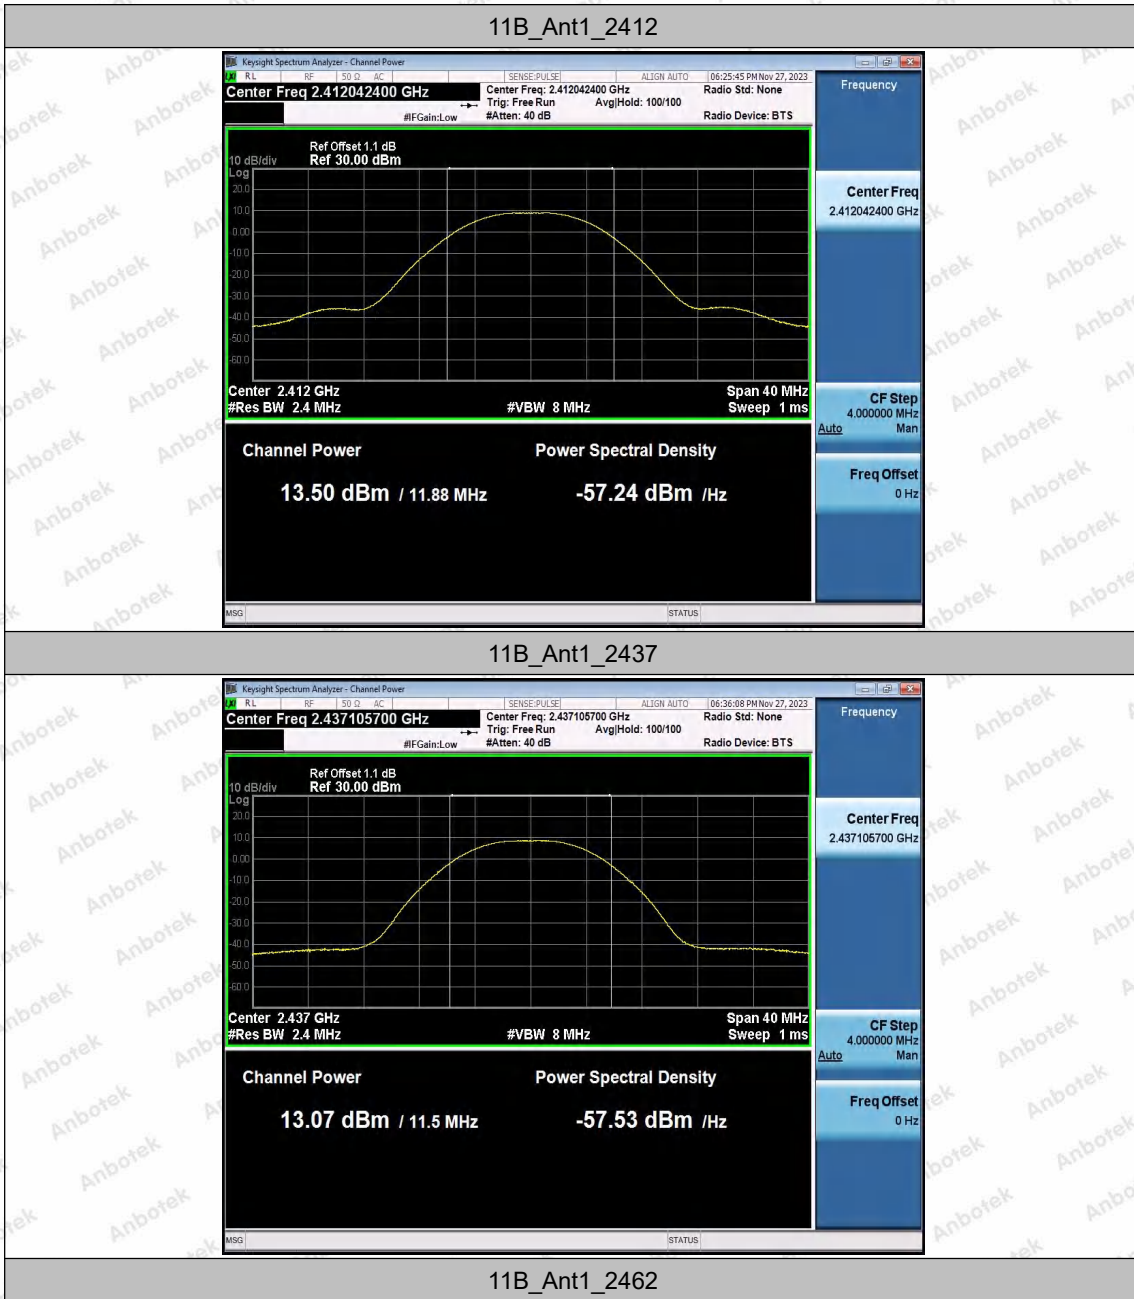 11B_Ant1_2412
Keysight Spectrum Analyzer - Channel Power
LXI RL RF 50 Ω AC SENSE:PULSE ALIGN AUTO 06:25:45 PM Nov 27, 2023
Center Freq 2.412042400 GHz Center Freq: 2.412042400 GHz Radio Std: None Frequency
Trig: Free Run Avg|Hold: 100/100
#IFGain:Low #Atten: 40 dB Radio Device: BTS
Ref Offset 1.1 dB
10 dB/div Ref 30.00 dBm
Log
20.0
10.0
0.00
-10.0
-20.0
-30.0
-40.0
-50.0
-60.0
Center Freq
2.412042400 GHz
Center 2.412 GHz Span 40 MHz
#Res BW 2.4 MHz #VBW 8 MHz Sweep 1 ms
CF Step
4.000000 MHz
Auto Man
Channel Power Power Spectral Density
13.50 dBm / 11.88 MHz -57.24 dBm /Hz
Freq Offset
0 Hz
MSG STATUS
11B_Ant1_2437
Keysight Spectrum Analyzer - Channel Power
LXI RL RF 50 Ω AC SENSE:PULSE ALIGN AUTO 06:36:08 PM Nov 27, 2023
Center Freq 2.437105700 GHz Center Freq: 2.437105700 GHz Radio Std: None Frequency
Trig: Free Run Avg|Hold: 100/100
#IFGain:Low #Atten: 40 dB Radio Device: BTS
Ref Offset 1.1 dB
10 dB/div Ref 30.00 dBm
Log
20.0
10.0
0.00
-10.0
-20.0
-30.0
-40.0
-50.0
-60.0
Center Freq
2.437105700 GHz
Center 2.437 GHz Span 40 MHz
#Res BW 2.4 MHz #VBW 8 MHz Sweep 1 ms
CF Step
4.000000 MHz
Auto Man
Channel Power Power Spectral Density
13.07 dBm / 11.5 MHz -57.53 dBm /Hz
Freq Offset
0 Hz
MSG STATUS
11B_Ant1_2462
Anbotek